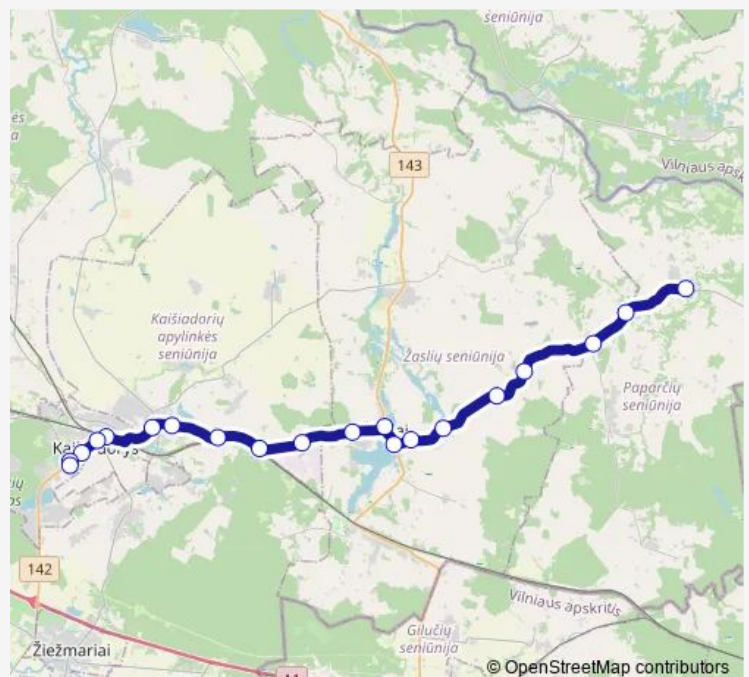 seniūnija
143
Vilniaus apsk
Kaišiadorių
apylinkės
seniūnija
Žaslių seniūnija
Paparčių
seniūnija
142
Vilniaus apskritis
Gilučių
seniūnija
Žiežmariai
© OpenStreetMap contributors